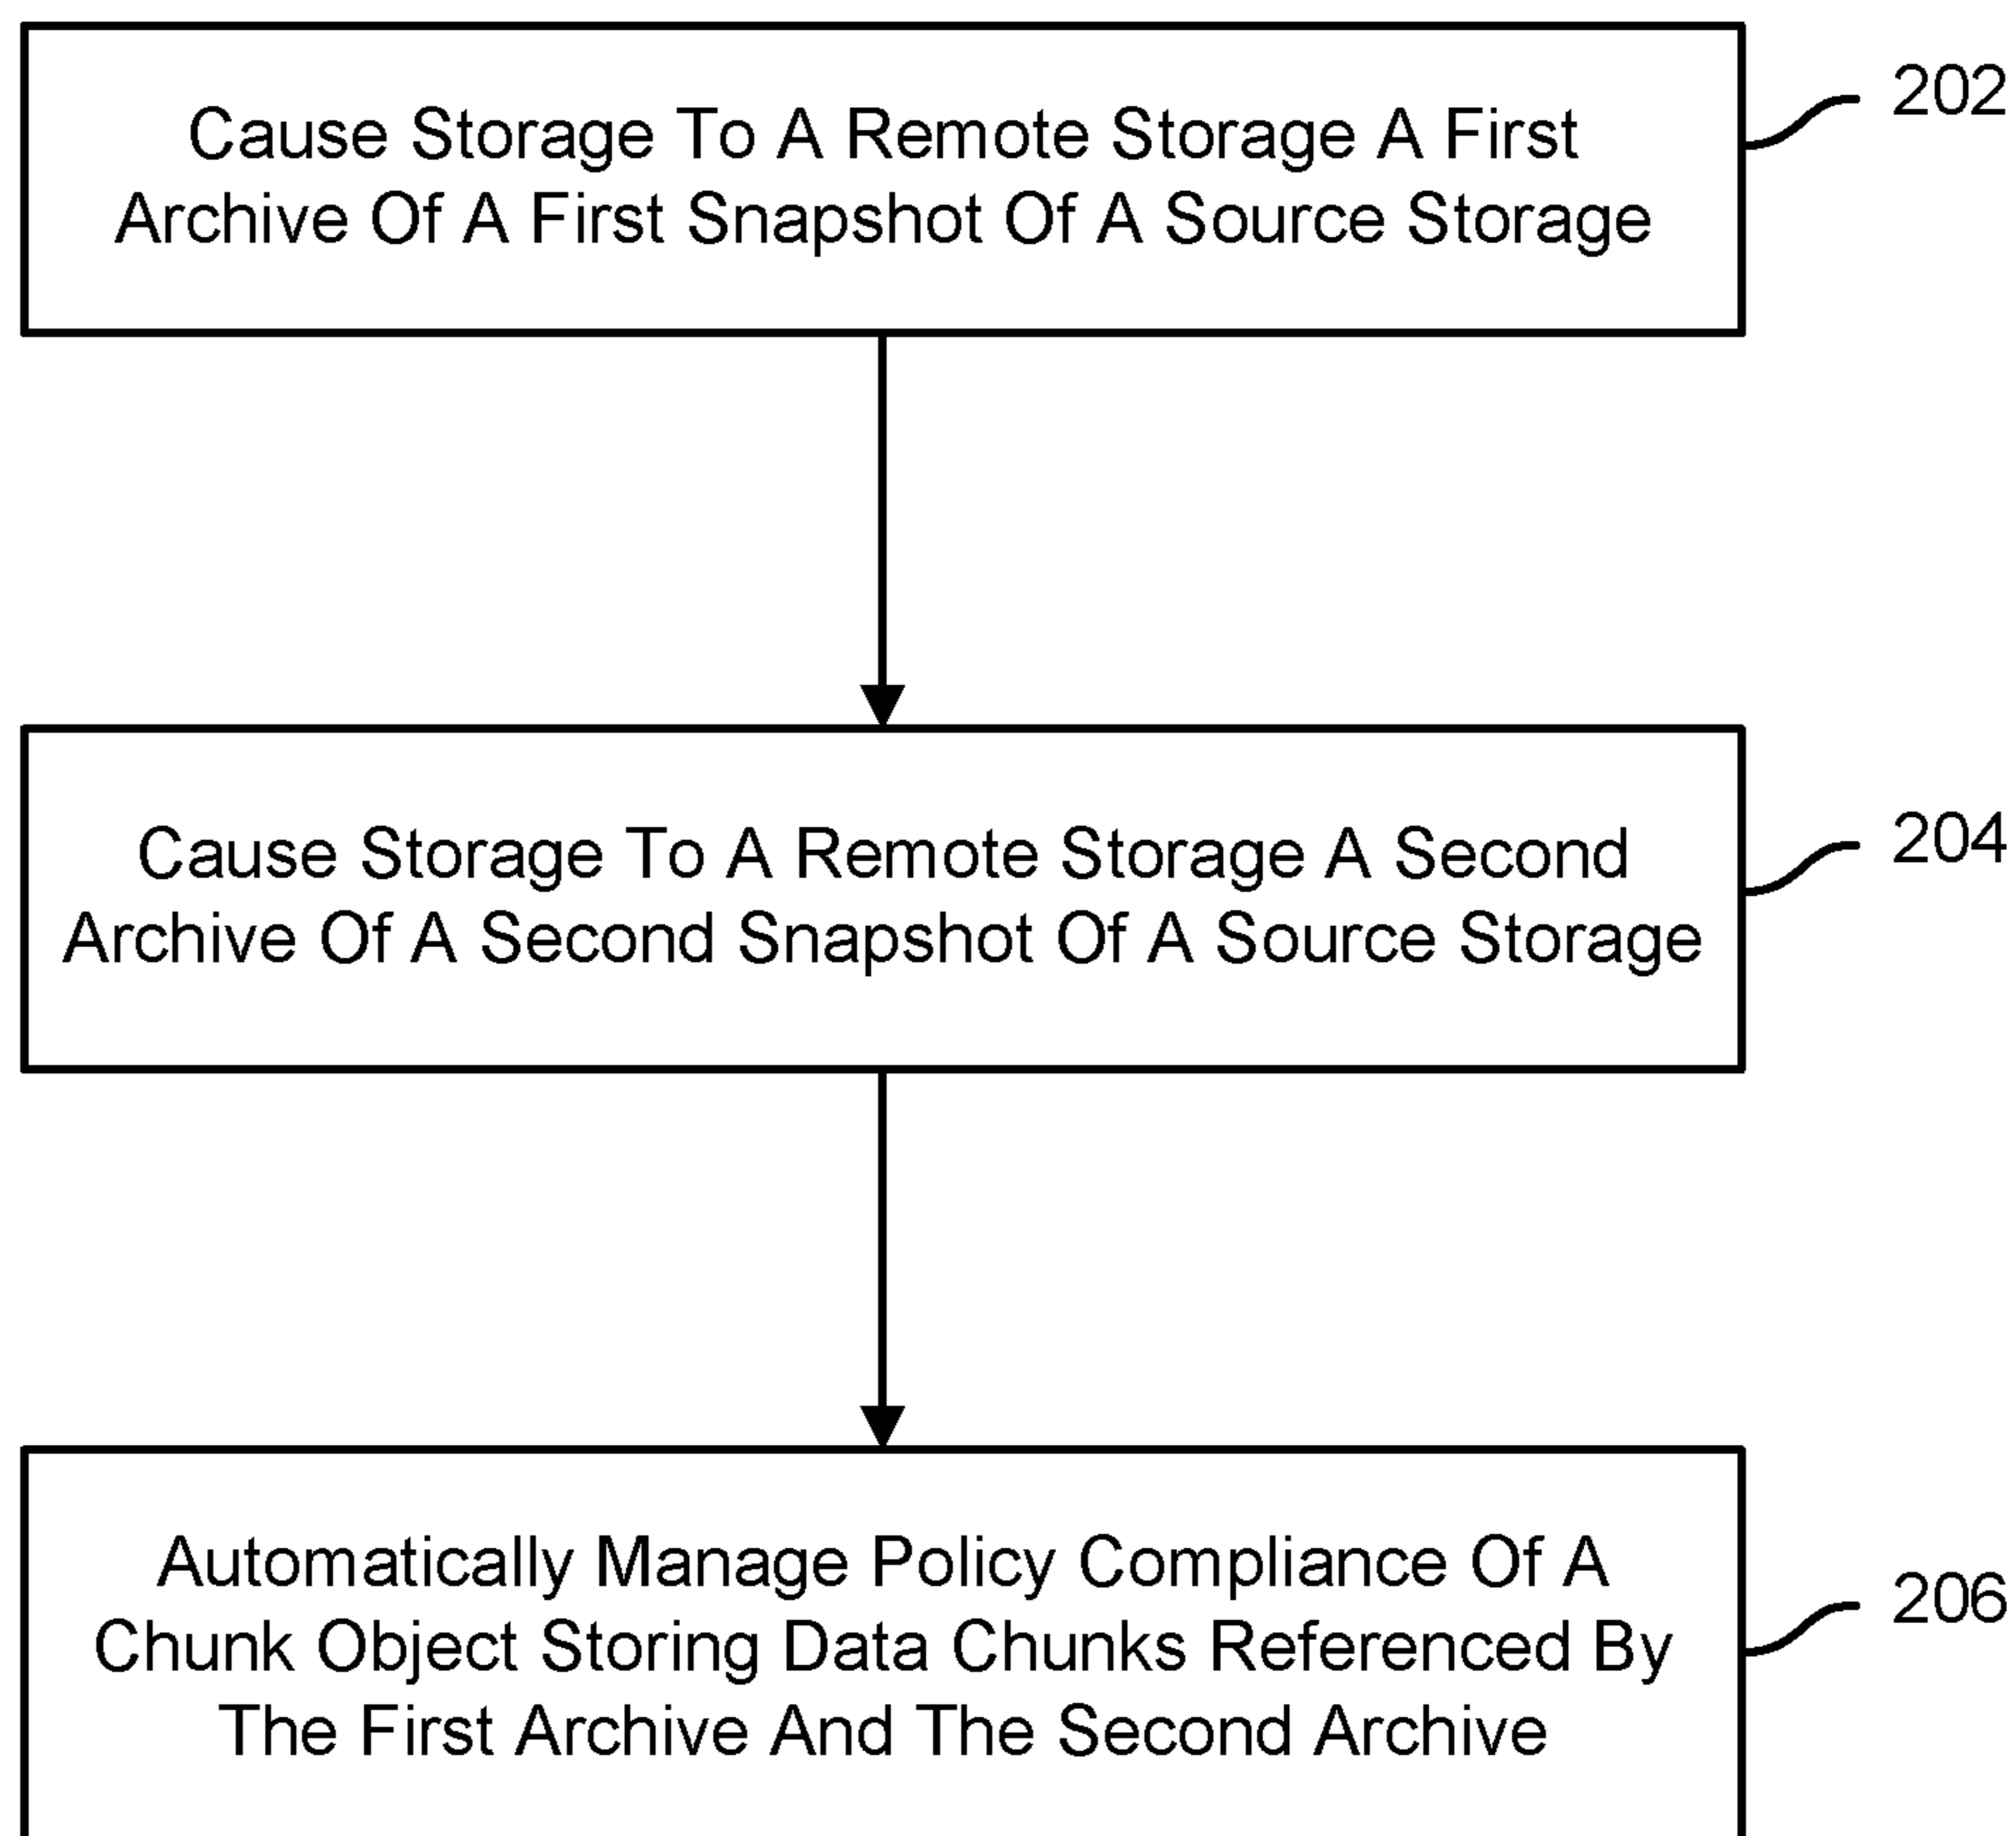 Cause Storage To A Remote Storage A First
Archive Of A First Snapshot Of A Source Storage
202
Cause Storage To A Remote Storage A Second
Archive Of A Second Snapshot Of A Source Storage
204
Automatically Manage Policy Compliance Of A
Chunk Object Storing Data Chunks Referenced By
The First Archive And The Second Archive
206